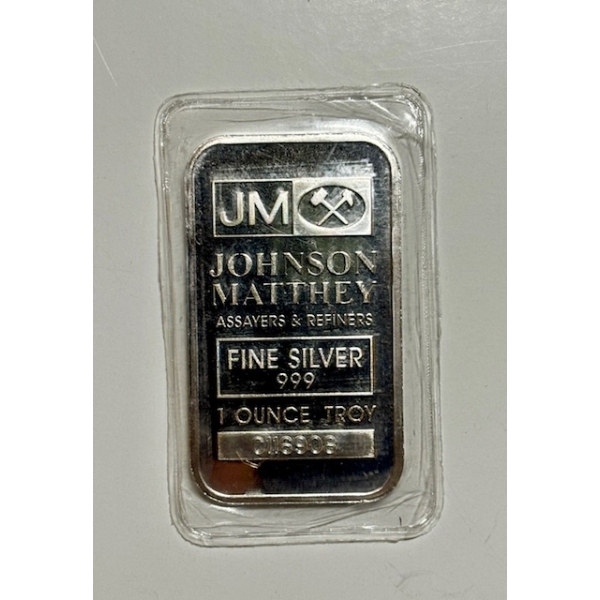 JM
JOHNSON
MATTHEY
ASSAYERS & REFINERS
FINE SILVER
999
1 OUNCE TROY